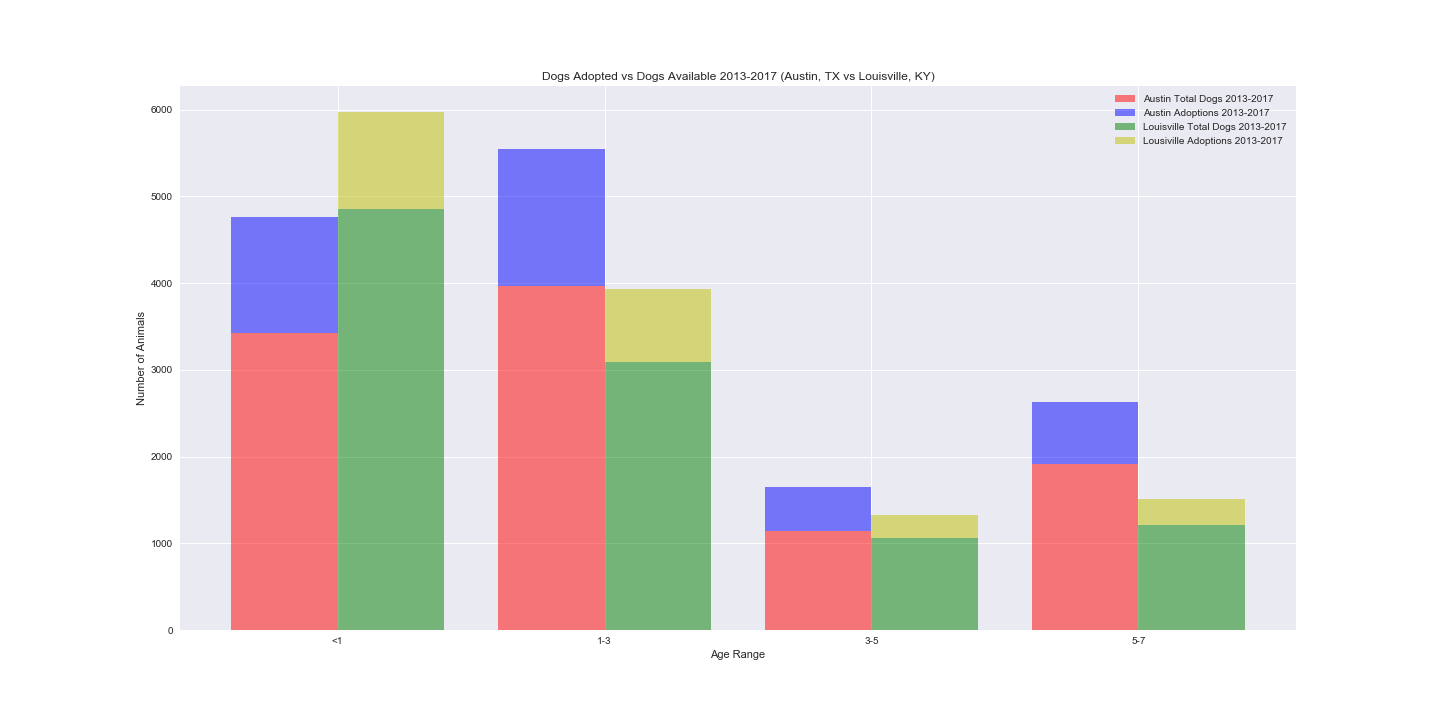 Dogs Adopted vs Dogs Available 2013-2017 (Austin, TX vs Louisville, KY)
Austin Total Dogs 2013-2017
Austin Adoptions 2013-2017
Louisville Total Dogs 2013-2017
Lousiville Adoptions 2013-2017
Number of Animals
6000
5000
4000
3000
2000
1000
0
<1
1-3
3-5
5-7
Age Range